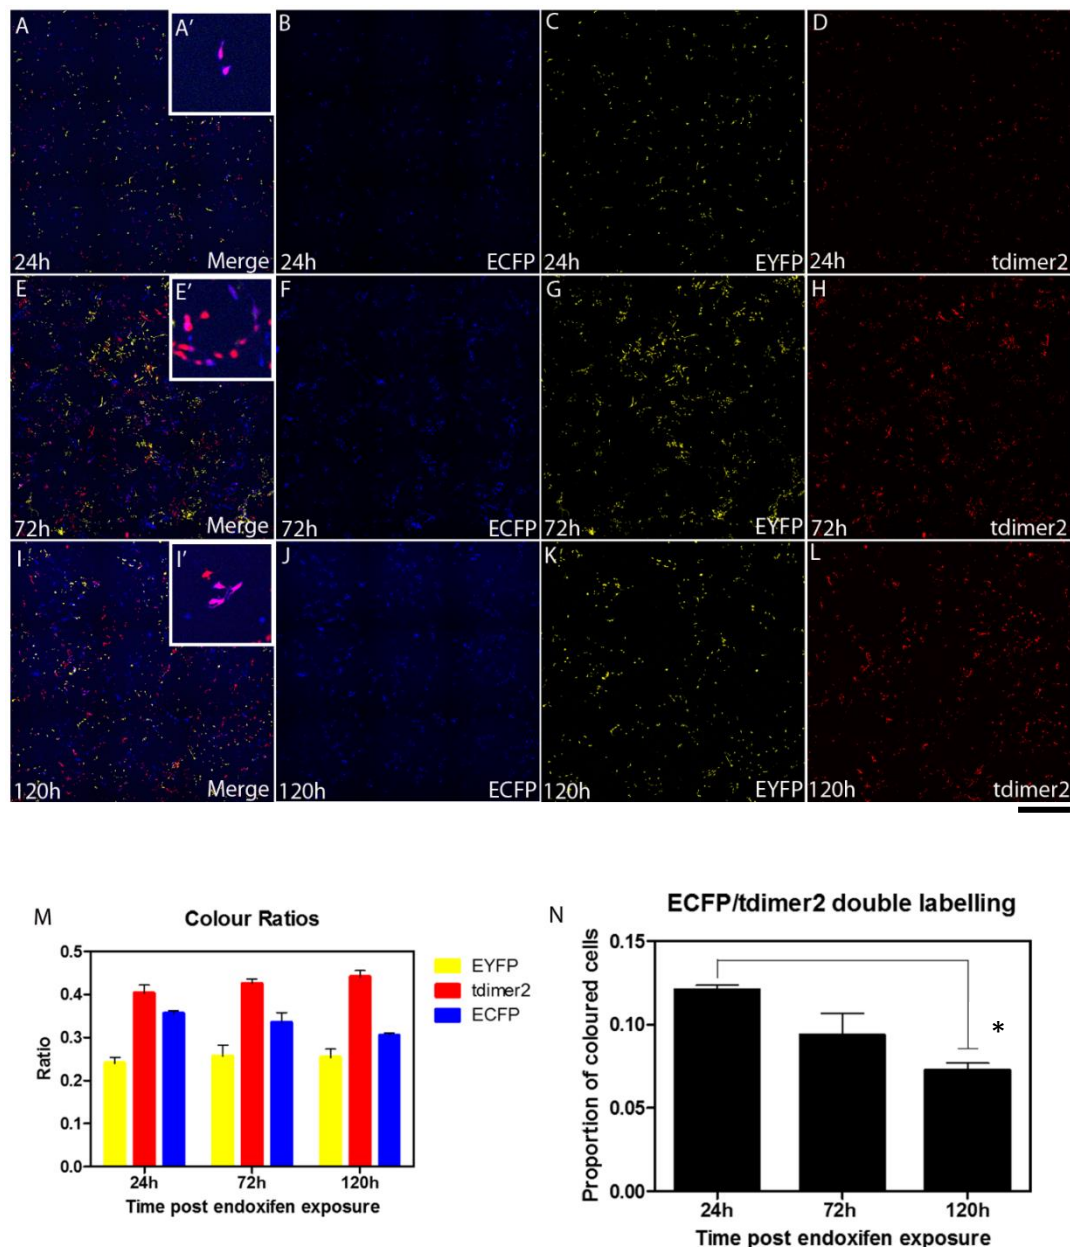 A A' B C D
24h Merge 24h ECFP 24h EYFP 24h tdimer2
E E' F G H
72h Merge 72h ECFP 72h EYFP 72h tdimer2
I I' J K L
120h Merge 120h ECFP 120h EYFP 120h tdimer2
M
Colour Ratios
0.5
0.4
0.3
0.2
0.1
0.0
Ratio
24h 72h 120h
Time post endoxifen exposure
EYFP
tdimer2
ECFP
N
ECFP/tdimer2 double labelling
0.15
0.10
0.05
0.00
Proportion of coloured cells
*
24h 72h 120h
Time post endoxifen exposure